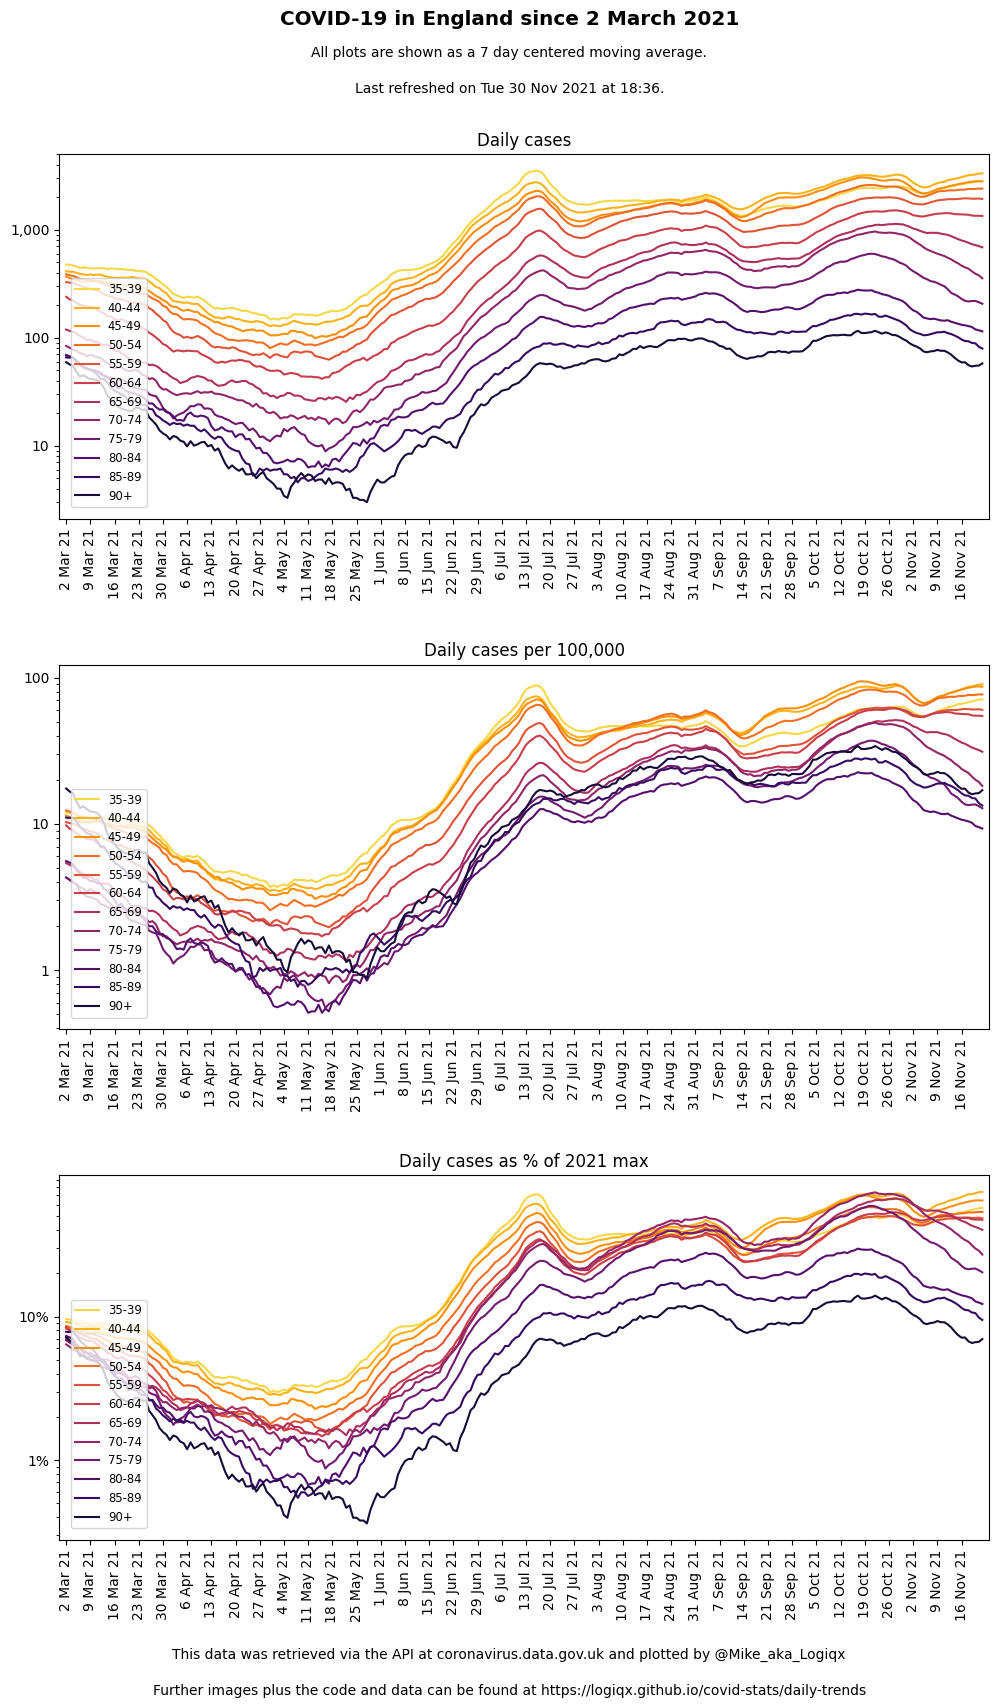 COVID-19 in England since 2 March 2021
All plots are shown as a 7 day centered moving average.
Last refreshed on Tue 30 Nov 2021 at 18:36.
Daily cases
1,000
100
10
35-39
40-44
45-49
50-54
55-59
60-64
65-69
70-74
75-79
80-84
85-89
90+
2 Mar 21
9 Mar 21
16 Mar 21
23 Mar 21
30 Mar 21
6 Apr 21
13 Apr 21
20 Apr 21
27 Apr 21
4 May 21
11 May 21
18 May 21
25 May 21
1 Jun 21
8 Jun 21
15 Jun 21
22 Jun 21
29 Jun 21
6 Jul 21
13 Jul 21
20 Jul 21
27 Jul 21
3 Aug 21
10 Aug 21
17 Aug 21
24 Aug 21
31 Aug 21
7 Sep 21
14 Sep 21
21 Sep 21
28 Sep 21
5 Oct 21
12 Oct 21
19 Oct 21
26 Oct 21
2 Nov 21
9 Nov 21
16 Nov 21
Daily cases per 100,000
100
10
1
35-39
40-44
45-49
50-54
55-59
60-64
65-69
70-74
75-79
80-84
85-89
90+
2 Mar 21
9 Mar 21
16 Mar 21
23 Mar 21
30 Mar 21
6 Apr 21
13 Apr 21
20 Apr 21
27 Apr 21
4 May 21
11 May 21
18 May 21
25 May 21
1 Jun 21
8 Jun 21
15 Jun 21
22 Jun 21
29 Jun 21
6 Jul 21
13 Jul 21
20 Jul 21
27 Jul 21
3 Aug 21
10 Aug 21
17 Aug 21
24 Aug 21
31 Aug 21
7 Sep 21
14 Sep 21
21 Sep 21
28 Sep 21
5 Oct 21
12 Oct 21
19 Oct 21
26 Oct 21
2 Nov 21
9 Nov 21
16 Nov 21
Daily cases as % of 2021 max
10%
1%
35-39
40-44
45-49
50-54
55-59
60-64
65-69
70-74
75-79
80-84
85-89
90+
2 Mar 21
9 Mar 21
16 Mar 21
23 Mar 21
30 Mar 21
6 Apr 21
13 Apr 21
20 Apr 21
27 Apr 21
4 May 21
11 May 21
18 May 21
25 May 21
1 Jun 21
8 Jun 21
15 Jun 21
22 Jun 21
29 Jun 21
6 Jul 21
13 Jul 21
20 Jul 21
27 Jul 21
3 Aug 21
10 Aug 21
17 Aug 21
24 Aug 21
31 Aug 21
7 Sep 21
14 Sep 21
21 Sep 21
28 Sep 21
5 Oct 21
12 Oct 21
19 Oct 21
26 Oct 21
2 Nov 21
9 Nov 21
16 Nov 21
This data was retrieved via the API at coronavirus.data.gov.uk and plotted by @Mike_aka_Logiqx
Further images plus the code and data can be found at https://logiqx.github.io/covid-stats/daily-trends